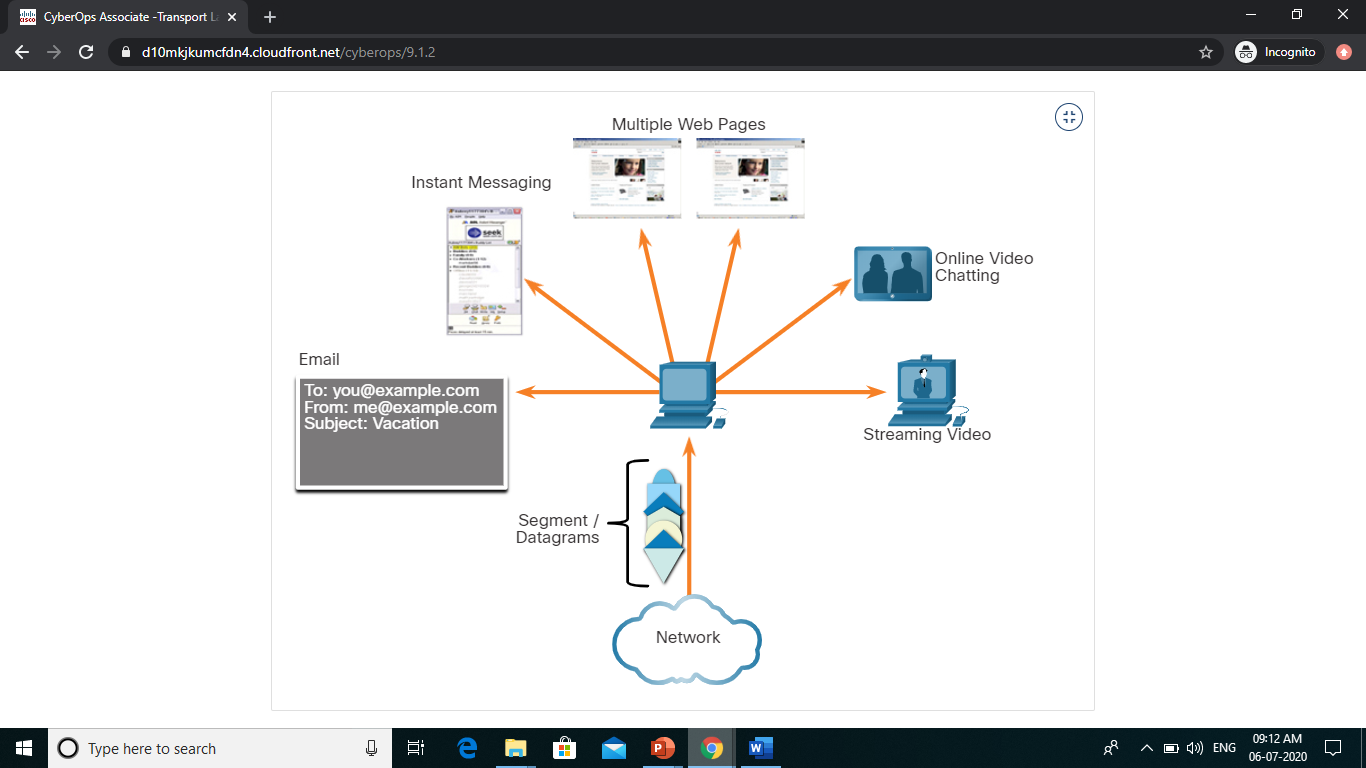 CyberOps Associate -Transport La
d10mkjkumcfdn4.cloudfront.net/cyberops/9.1.2
Incognito
Multiple Web Pages
Instant Messaging
seek
Online Video
Chatting
Email
To: you@example.com
From: me@example.com
Subject: Vacation
Streaming Video
Segment /
Datagrams
Network
Type here to search
ENG
09:12 AM
06-07-2020